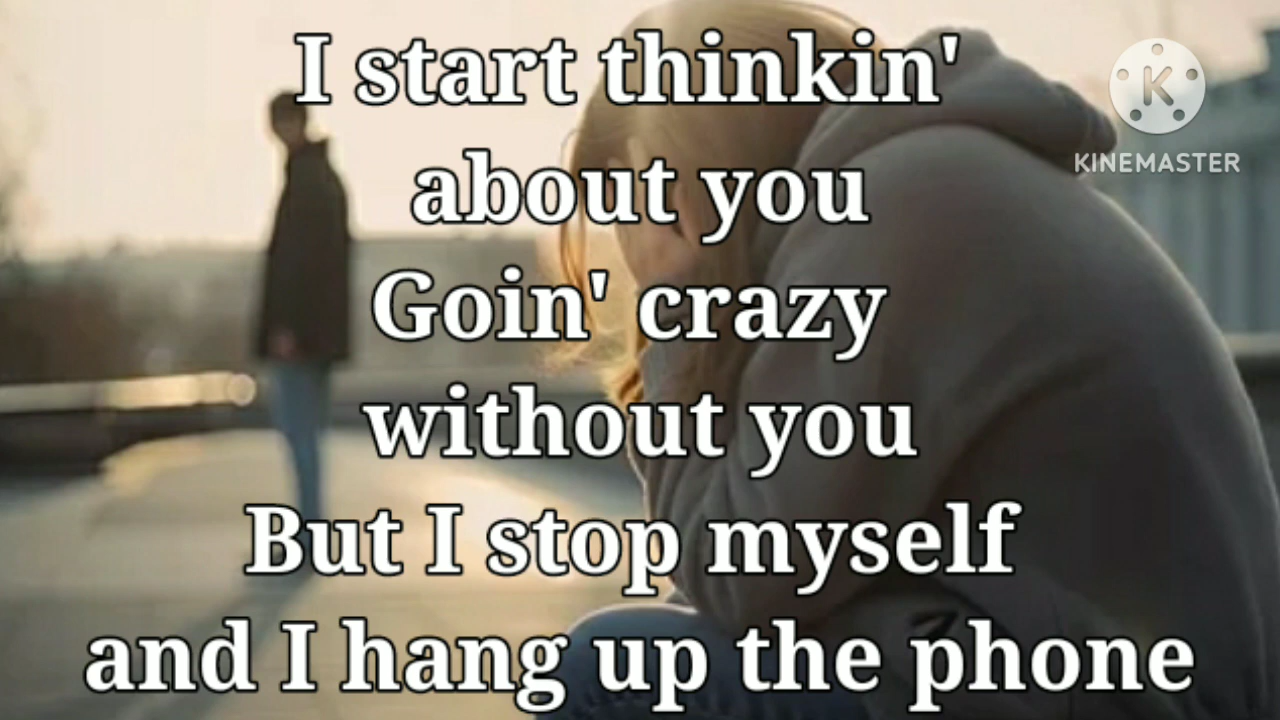 I start thinkin'
about you
Goin' crazy
without you
But I stop myself
and I hang up the phone
K
KINEMASTER